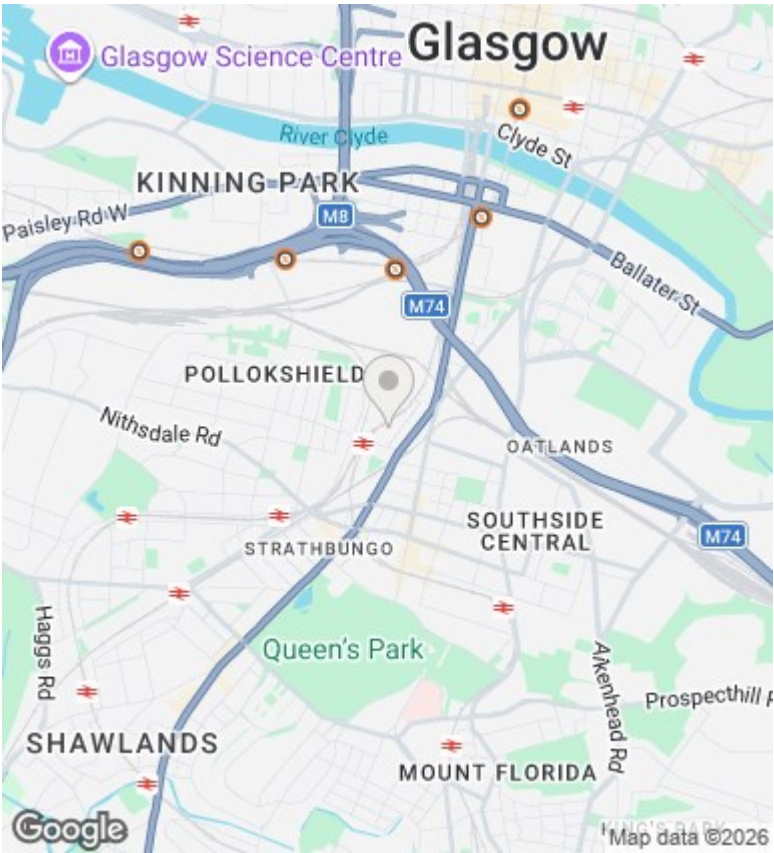 Glasgow
Glasgow Science Centre
River Clyde
Clyde St
KINNING PARK
Paisley Rd W
M8
Ballater St
M74
POLLOKSHIELD
Nithsdale Rd
OATLANDS
SOUTHSIDE
CENTRAL
M74
STRATHBUNGO
Haggs Rd
Queen's Park
Aikenhead Rd
Prospecthill
SHAWLANDS
MOUNT FLORIDA
Google
Map data ©2026